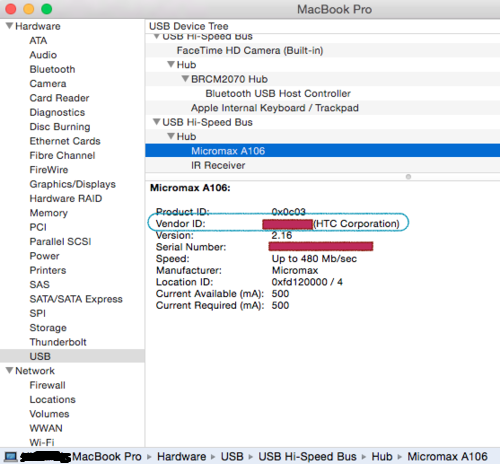 MacBook Pro
Hardware
ATA
Audio
Bluetooth
Camera
Card Reader
Diagnostics
Disc Burning
Ethernet Cards
Fibre Channel
FireWire
Graphics/Displays
Hardware RAID
Memory
PCI
Parallel SCSI
Power
Printers
SAS
SATA/SATA Express
SPI
Storage
Thunderbolt
USB
Network
Firewall
Locations
Volumes
WWAN
Wi-Fi
USB Device Tree
USB Hi-Speed Bus
FaceTime HD Camera (Built-in)
Hub
BRCM2070 Hub
Bluetooth USB Host Controller
Apple Internal Keyboard / Trackpad
USB Hi-Speed Bus
Hub
Micromax A106
IR Receiver
Micromax A106:
Product ID: 0x0c03
Vendor ID: (HTC Corporation)
Version: 2.16
Serial Number:
Speed: Up to 480 Mb/sec
Manufacturer: Micromax
Location ID: 0xfd120000 / 4
Current Available (mA): 500
Current Required (mA): 500
MacBook Pro Hardware USB USB Hi-Speed Bus Hub Micromax A106